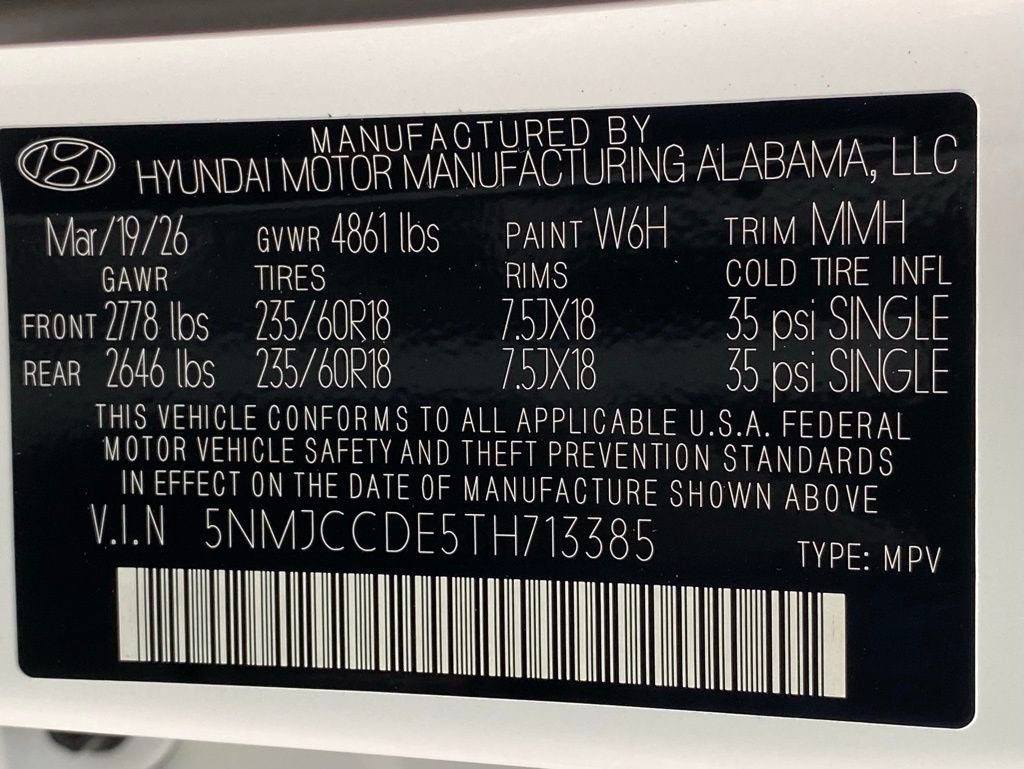 MANUFACTURED BY
HYUNDAI MOTOR MANUFACTURING ALABAMA, LLC
Mar/19/26 GVWR 4861 lbs PAINT W6H TRIM MMH
GAWR TIRES RIMS COLD TIRE INFL
FRONT 2778 lbs 235/60R18 7.5JX18 35 psi SINGLE
REAR 2646 lbs 235/60R18 7.5JX18 35 psi SINGLE
THIS VEHICLE CONFORMS TO ALL APPLICABLE U.S.A. FEDERAL
MOTOR VEHICLE SAFETY AND THEFT PREVENTION STANDARDS
IN EFFECT ON THE DATE OF MANUFACTURE SHOWN ABOVE
V.I.N 5NMJCCDE5TH713385
TYPE: MPV